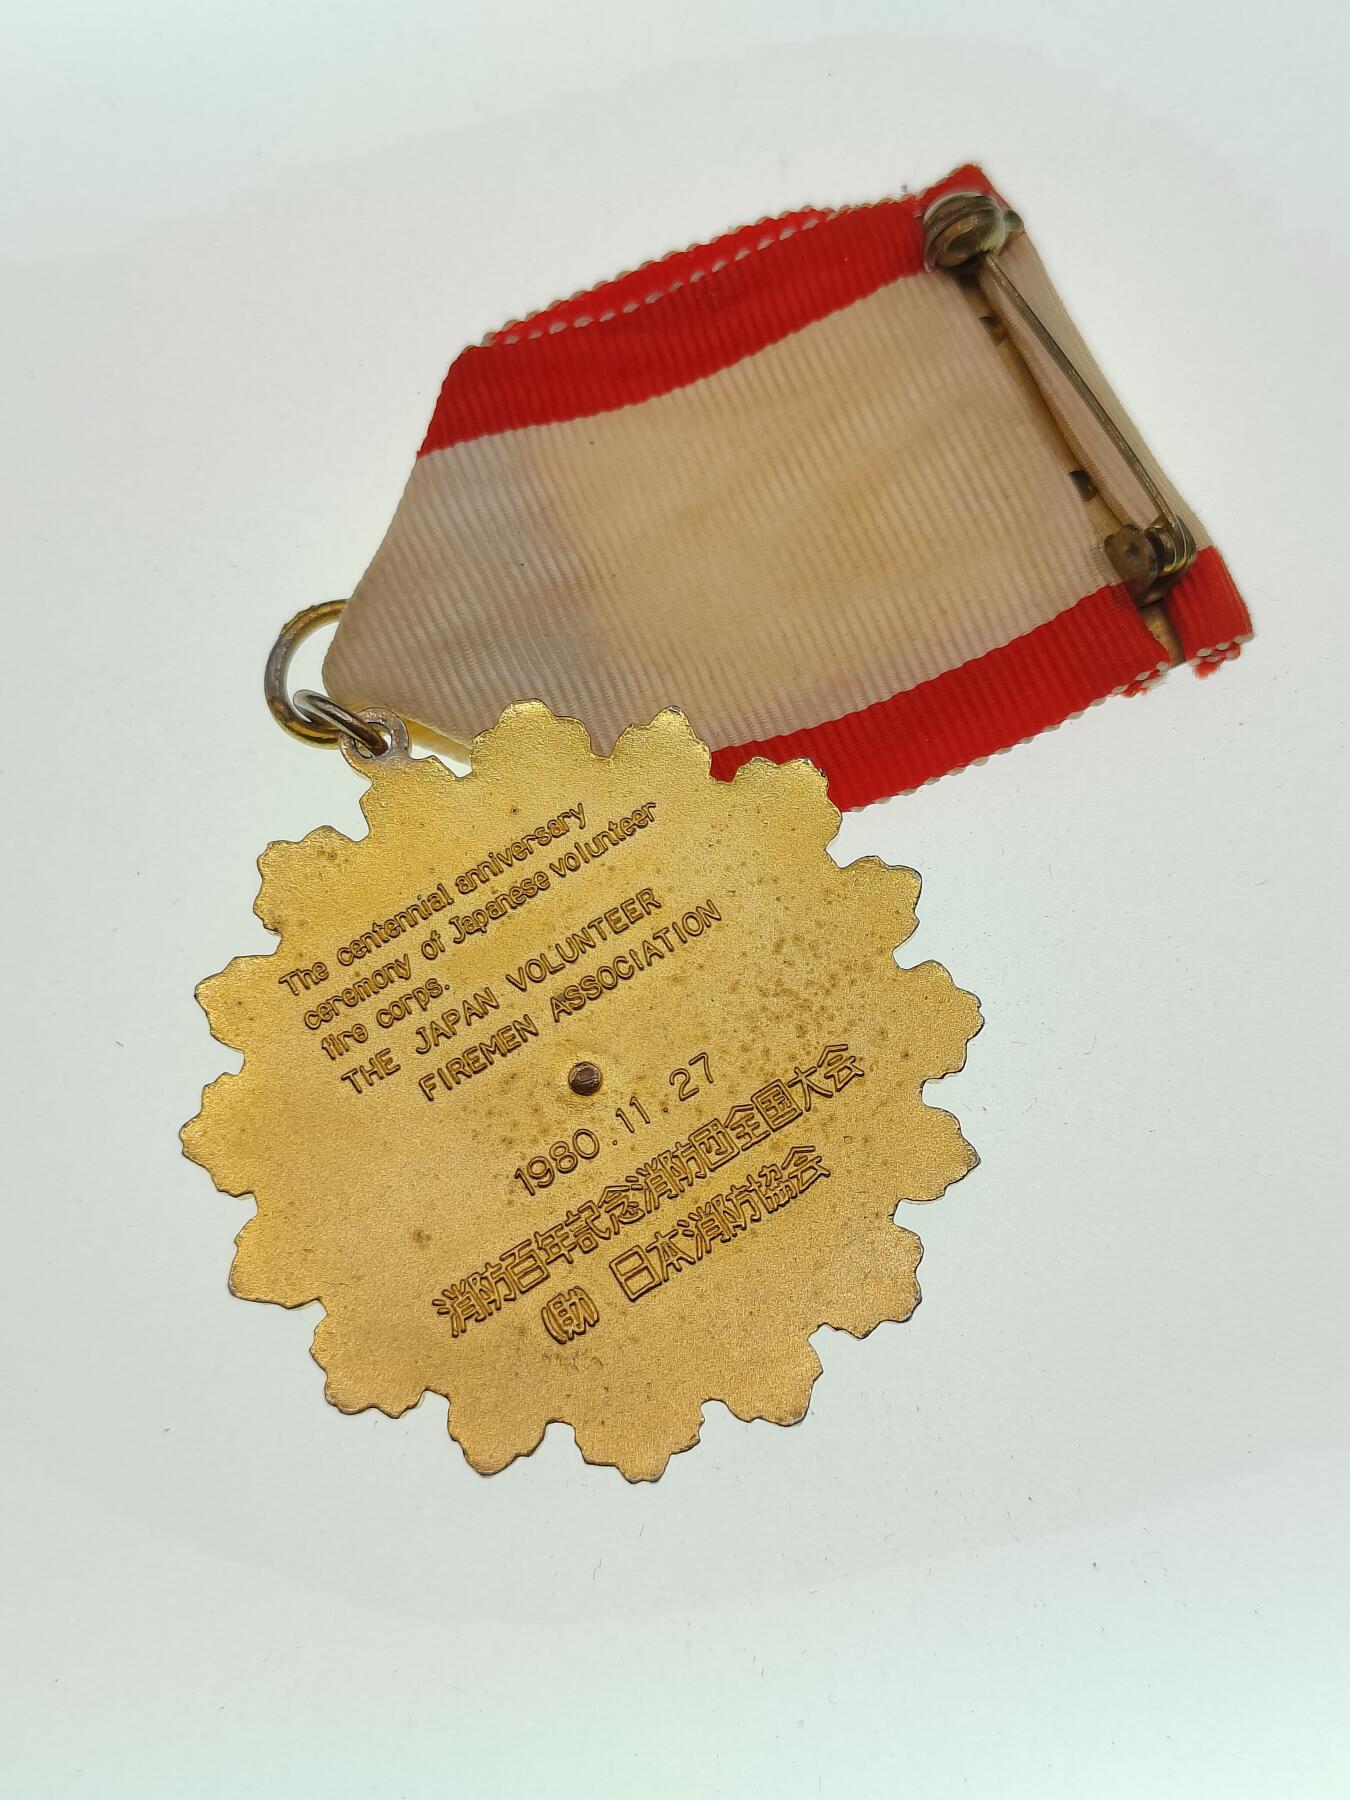 The centennial anniversary
ceremony of Japanese volunteer
fire corps.
THE JAPAN VOLUNTEER
FIREMEN ASSOCIATION
1980.11.27
消防百年記念消防団全国大会
(財) 日本消防協会